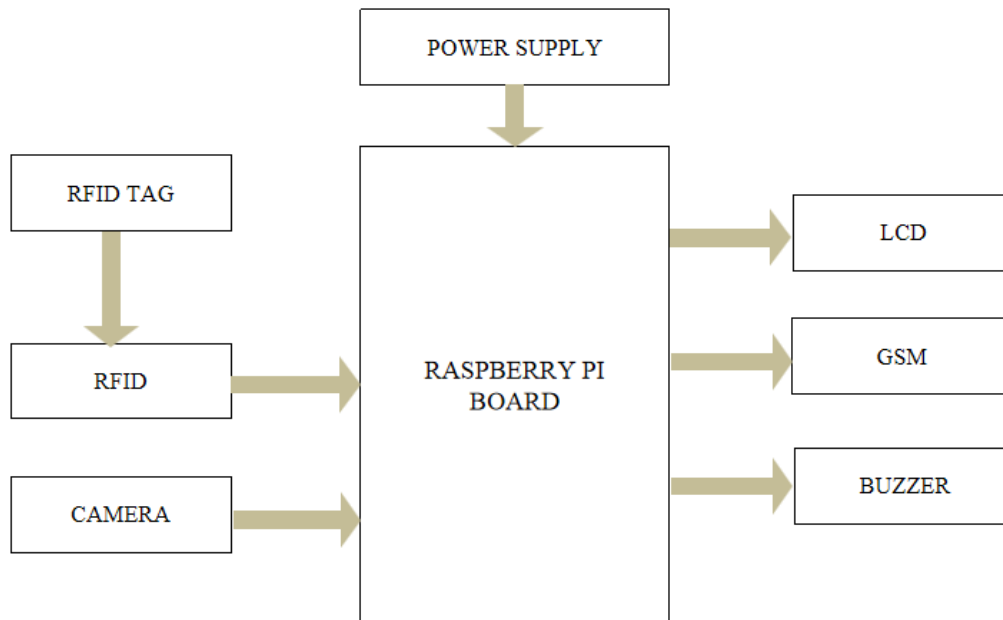 POWER SUPPLY
RFID TAG
LCD
RFID
RASPBERRY PI
BOARD
GSM
CAMERA
BUZZER